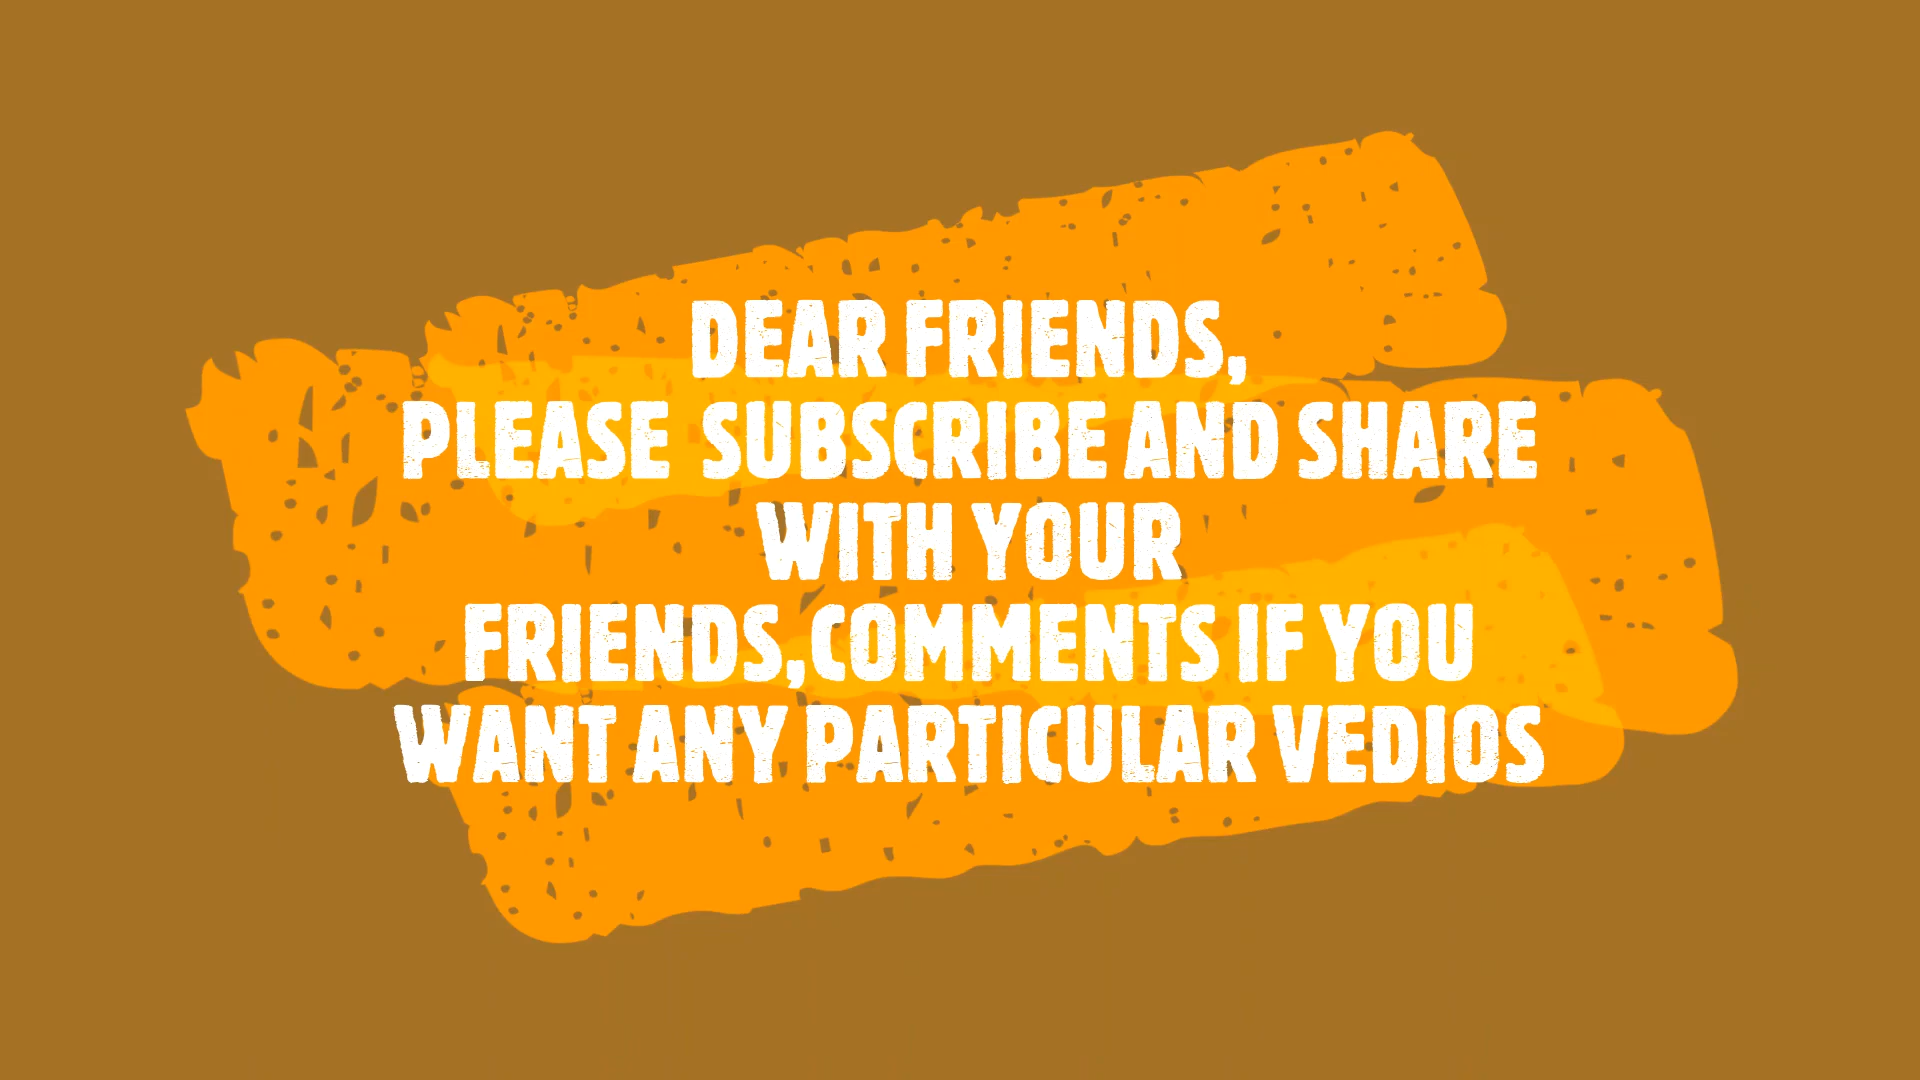 DEAR FRIENDS,
PLEASE  SUBSCRIBE AND SHARE
WITH YOUR
FRIENDS,COMMENTS IF YOU
WANT ANY PARTICULAR VEDIOS